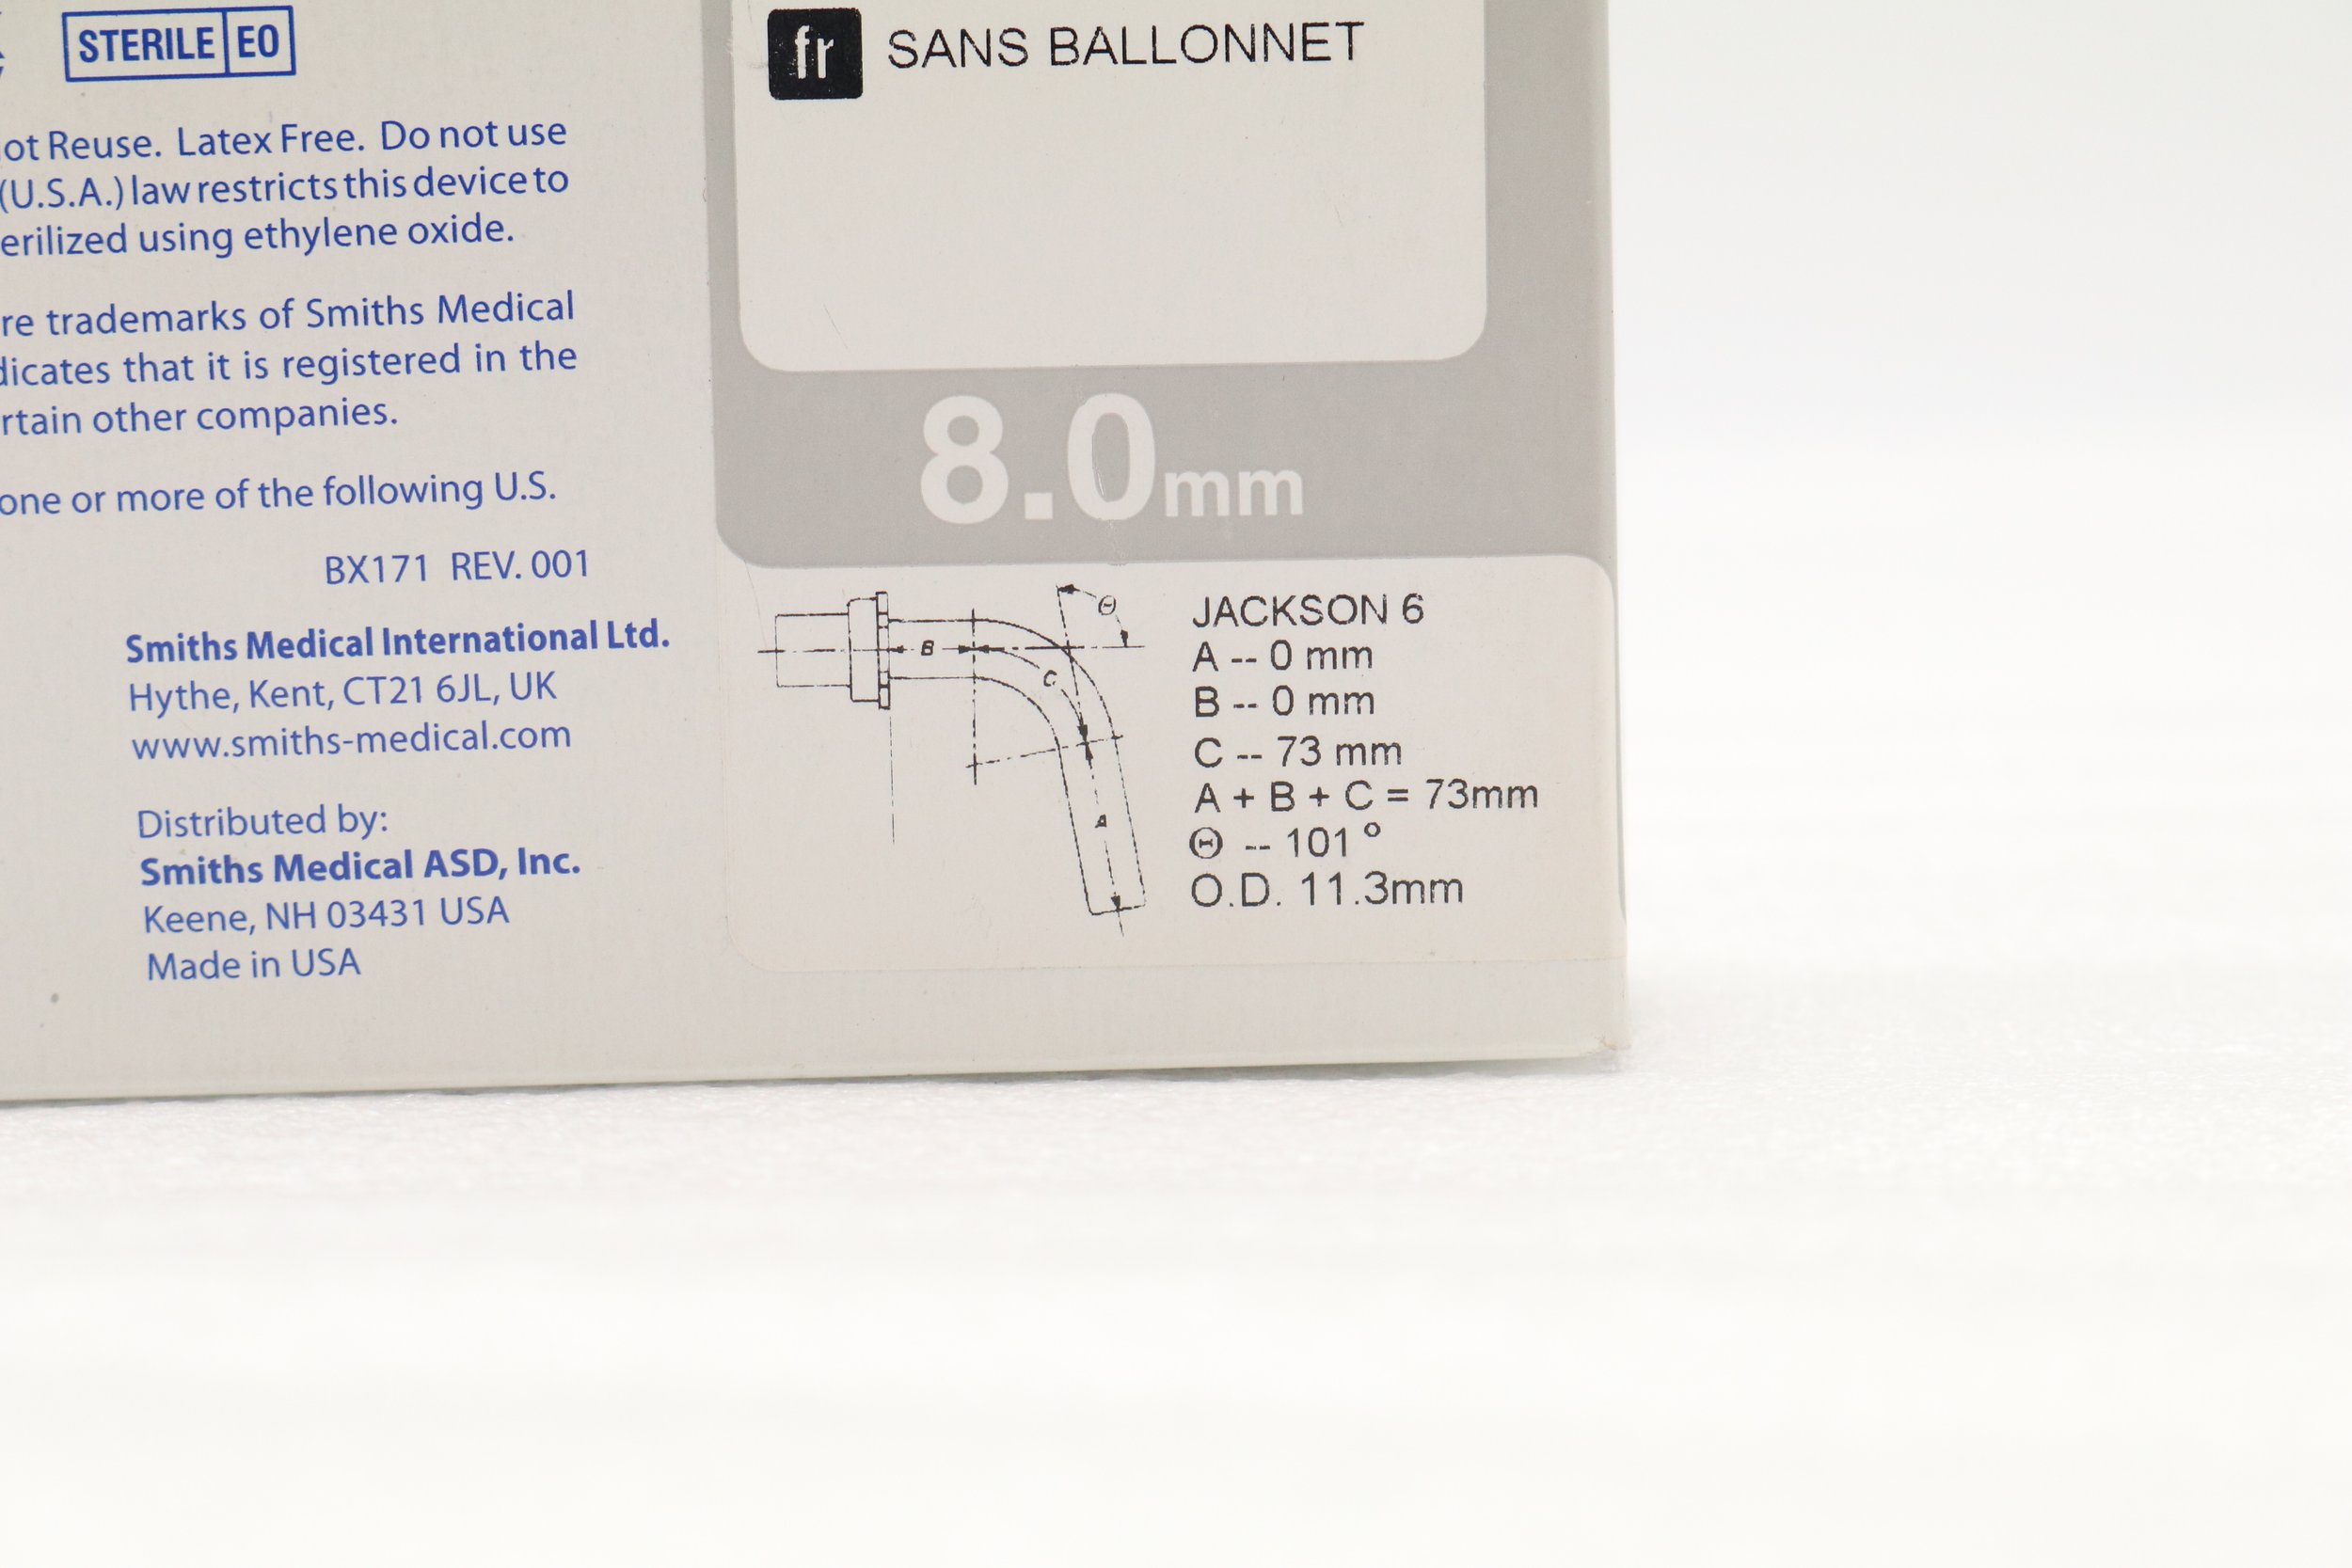 STERILE EO
ot Reuse. Latex Free. Do not use
(U.S.A.) law restricts this device to
erilized using ethylene oxide.
re trademarks of Smiths Medical
dicates that it is registered in the
rtain other companies.
one or more of the following U.S.
BX171 REV. 001
Smiths Medical International Ltd.
Hythe, Kent, CT21 6JL, UK
www.smiths-medical.com
Distributed by:
Smiths Medical ASD, Inc.
Keene, NH 03431 USA
Made in USA
fr SANS BALLONNET
8.0mm
Θ
B
C
A
JACKSON 6
A -- 0 mm
B -- 0 mm
C -- 73 mm
A + B + C = 73mm
Θ -- 101°
O.D. 11.3mm